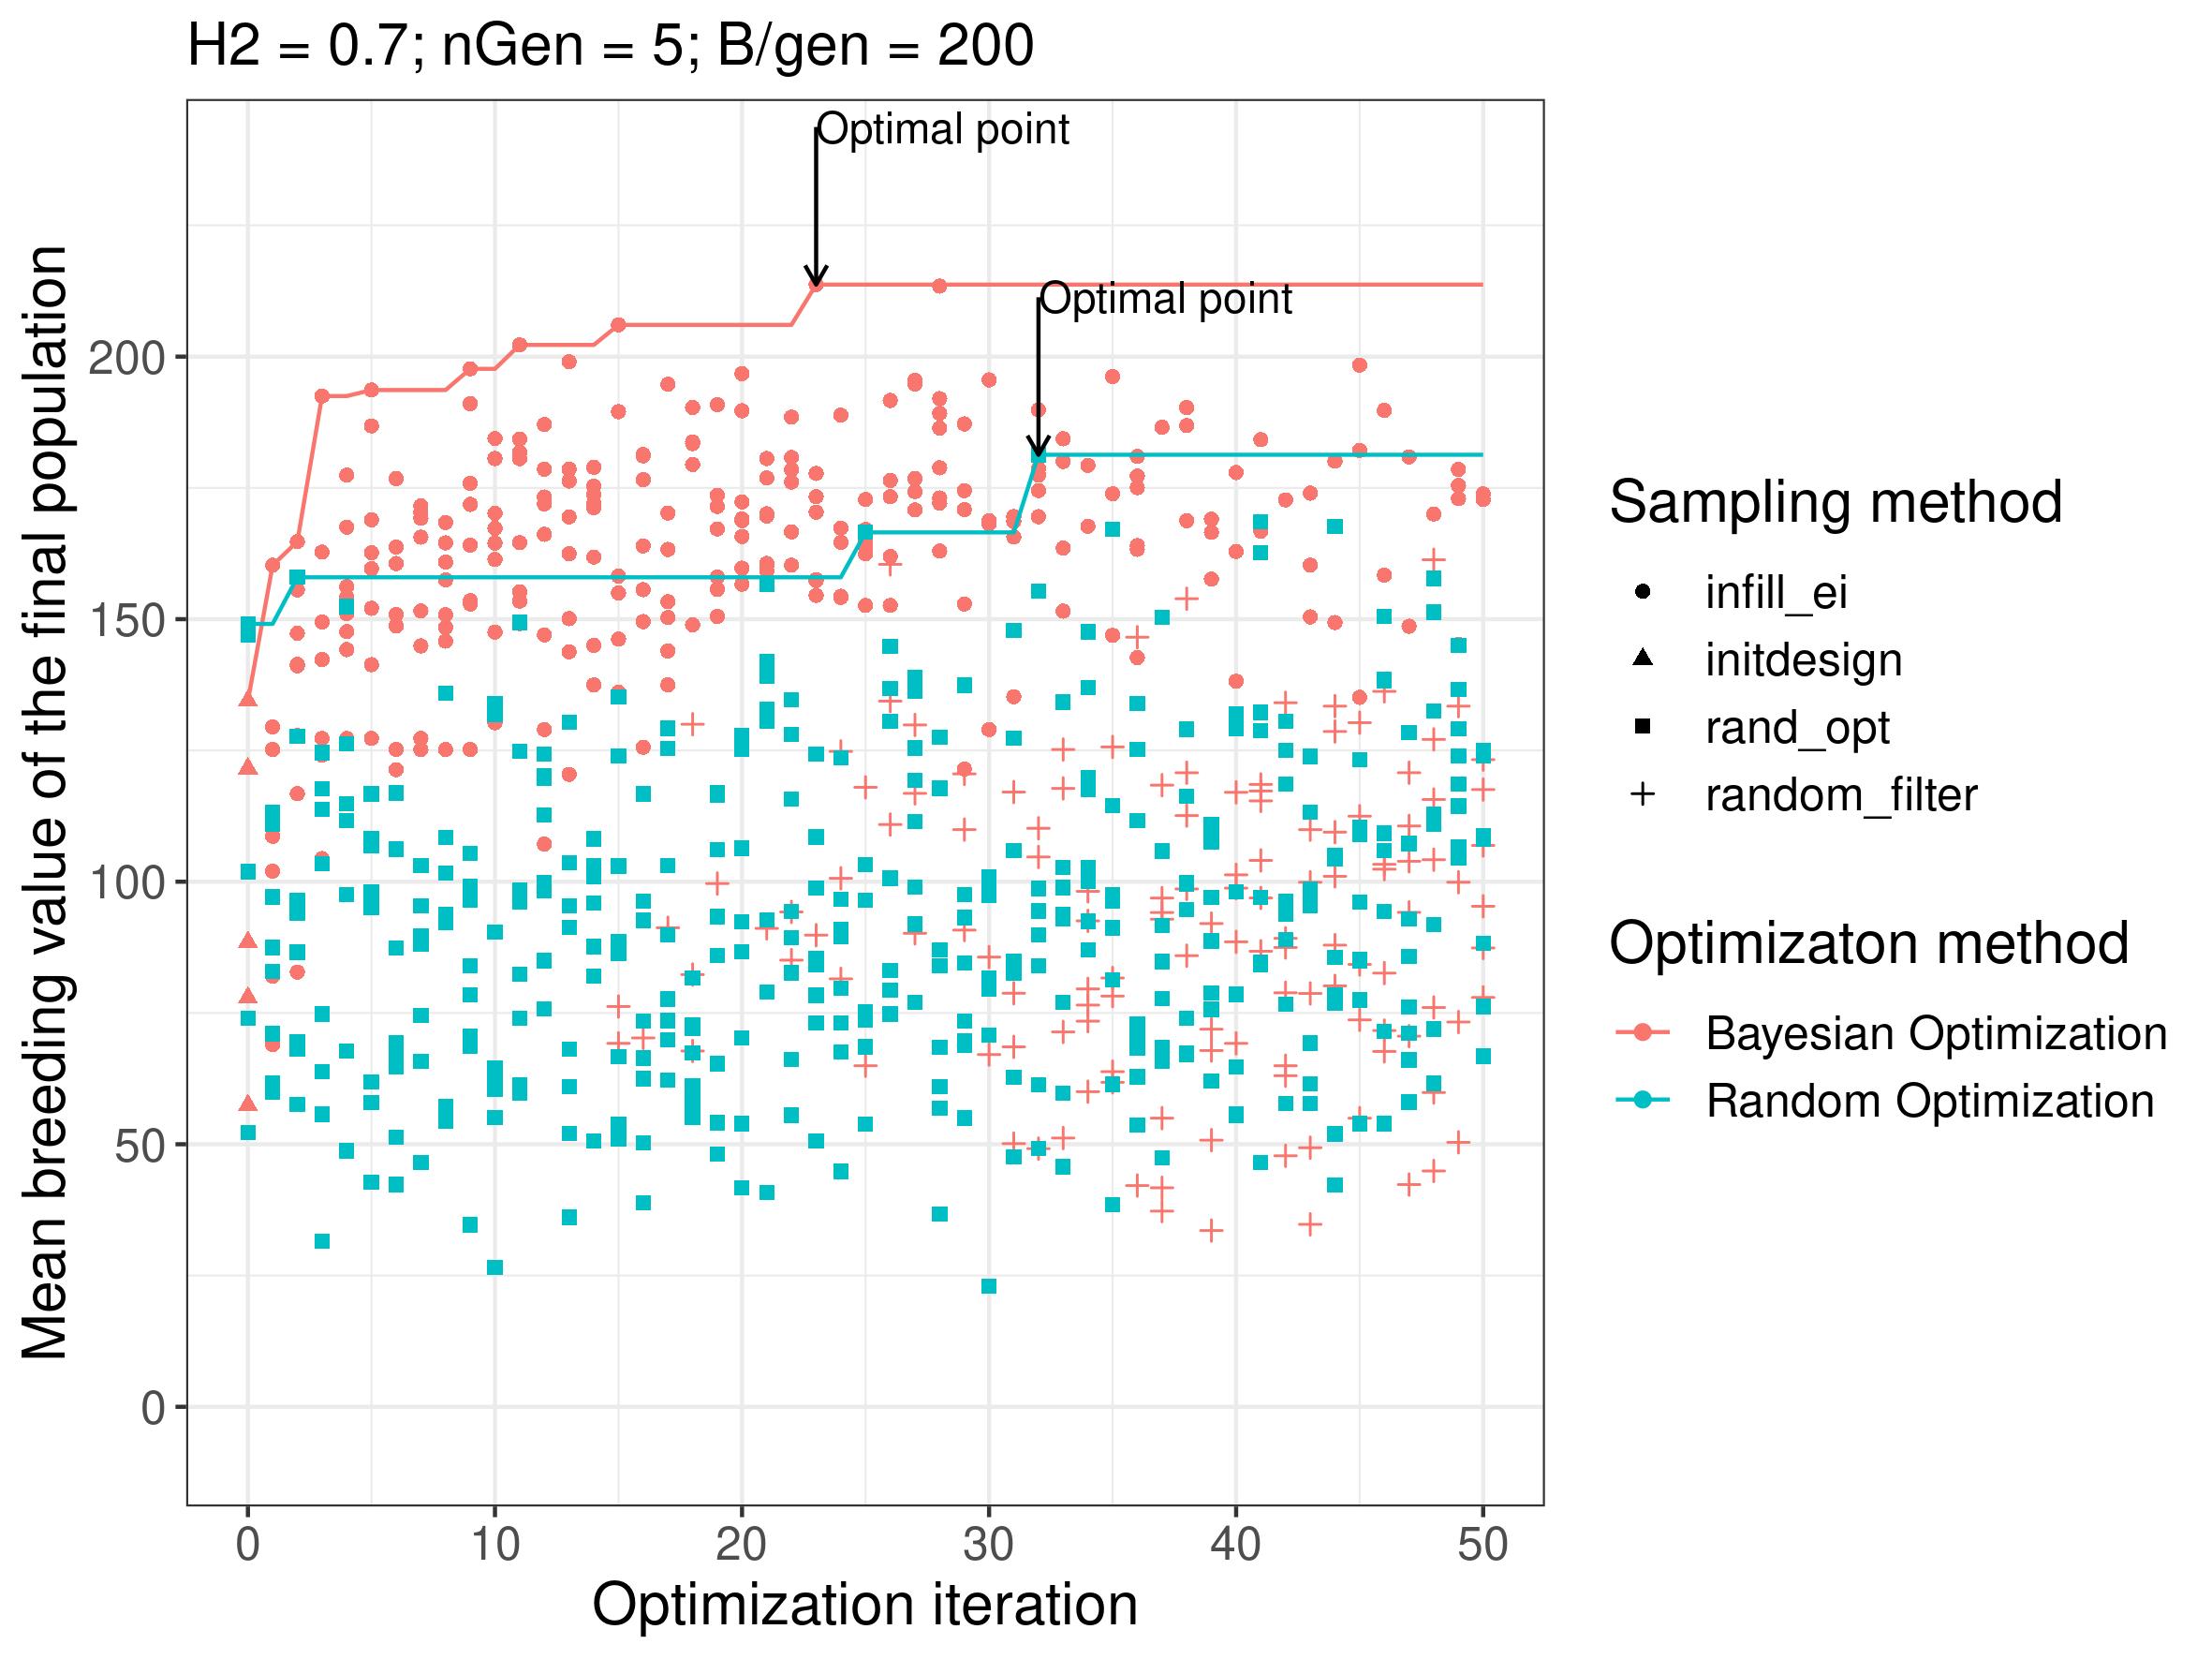 H2 = 0.7; nGen = 5; B/gen = 200
Optimal point
Optimal point
Mean breeding value of the final population
200
150
100
50
0
0 10 20 30 40 50
Optimization iteration
Sampling method
infill_ei
initdesign
rand_opt
random_filter
Optimizaton method
Bayesian Optimization
Random Optimization